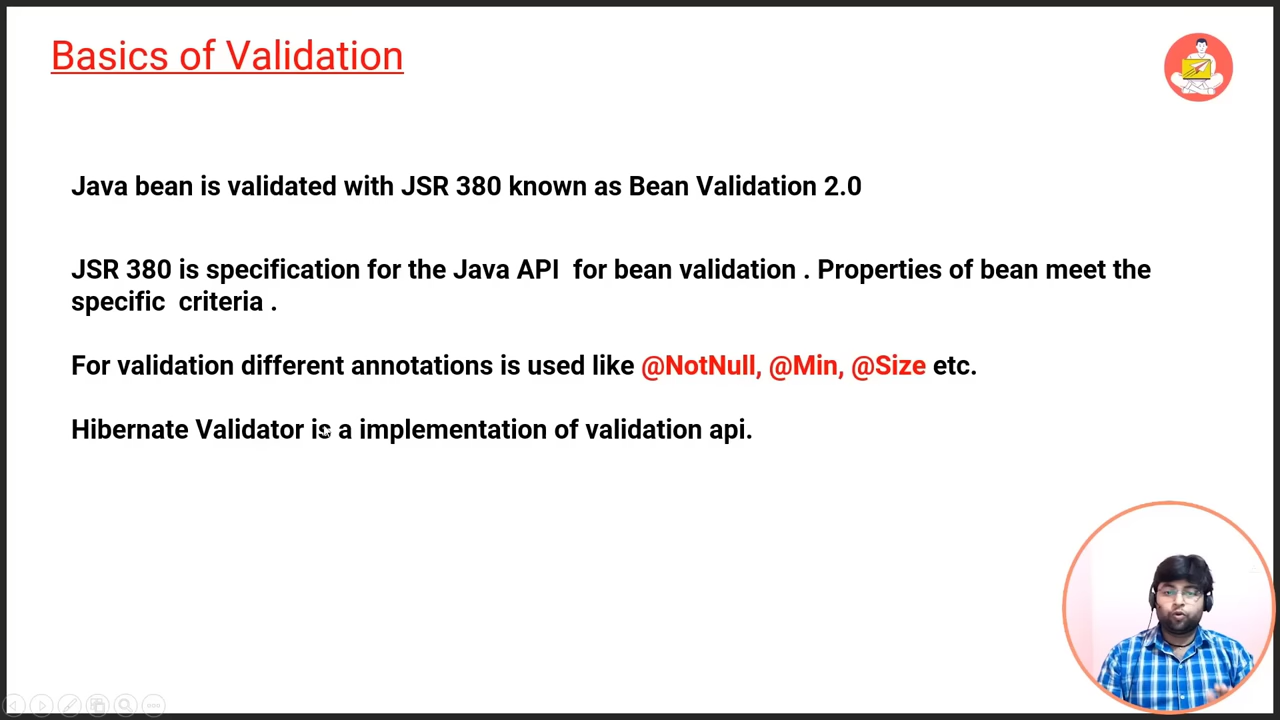 Basics of Validation
Java bean is validated with JSR 380 known as Bean Validation 2.0
JSR 380 is specification for the Java API  for bean validation . Properties of bean meet the
specific  criteria .
For validation different annotations is used like @NotNull, @Min, @Size etc.
Hibernate Validator is a implementation of validation api.